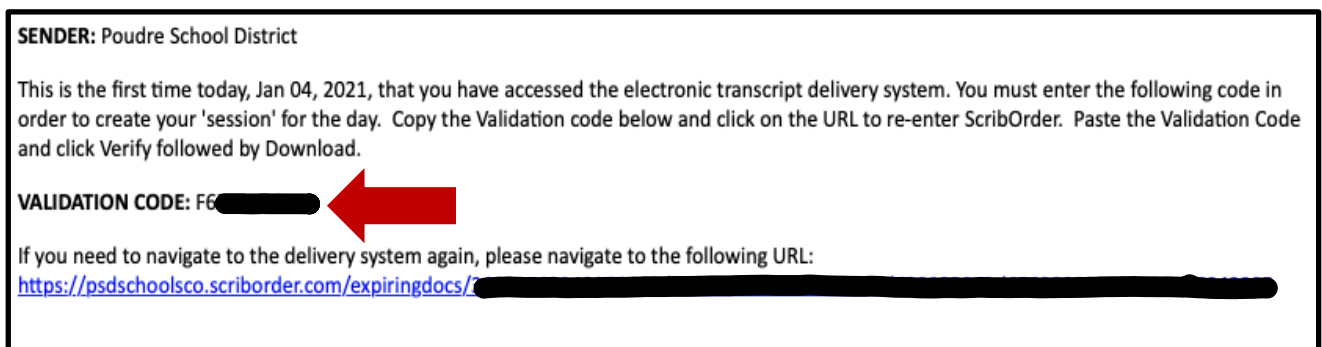 SENDER: Poudre School District
This is the first time today, Jan 04, 2021, that you have accessed the electronic transcript delivery system. You must enter the following code in
order to create your 'session' for the day.  Copy the Validation code below and click on the URL to re-enter ScribOrder.  Paste the Validation Code
and click Verify followed by Download.
VALIDATION CODE: F6
If you need to navigate to the delivery system again, please navigate to the following URL:
https://psdschoolsco.scriborder.com/expiringdocs/